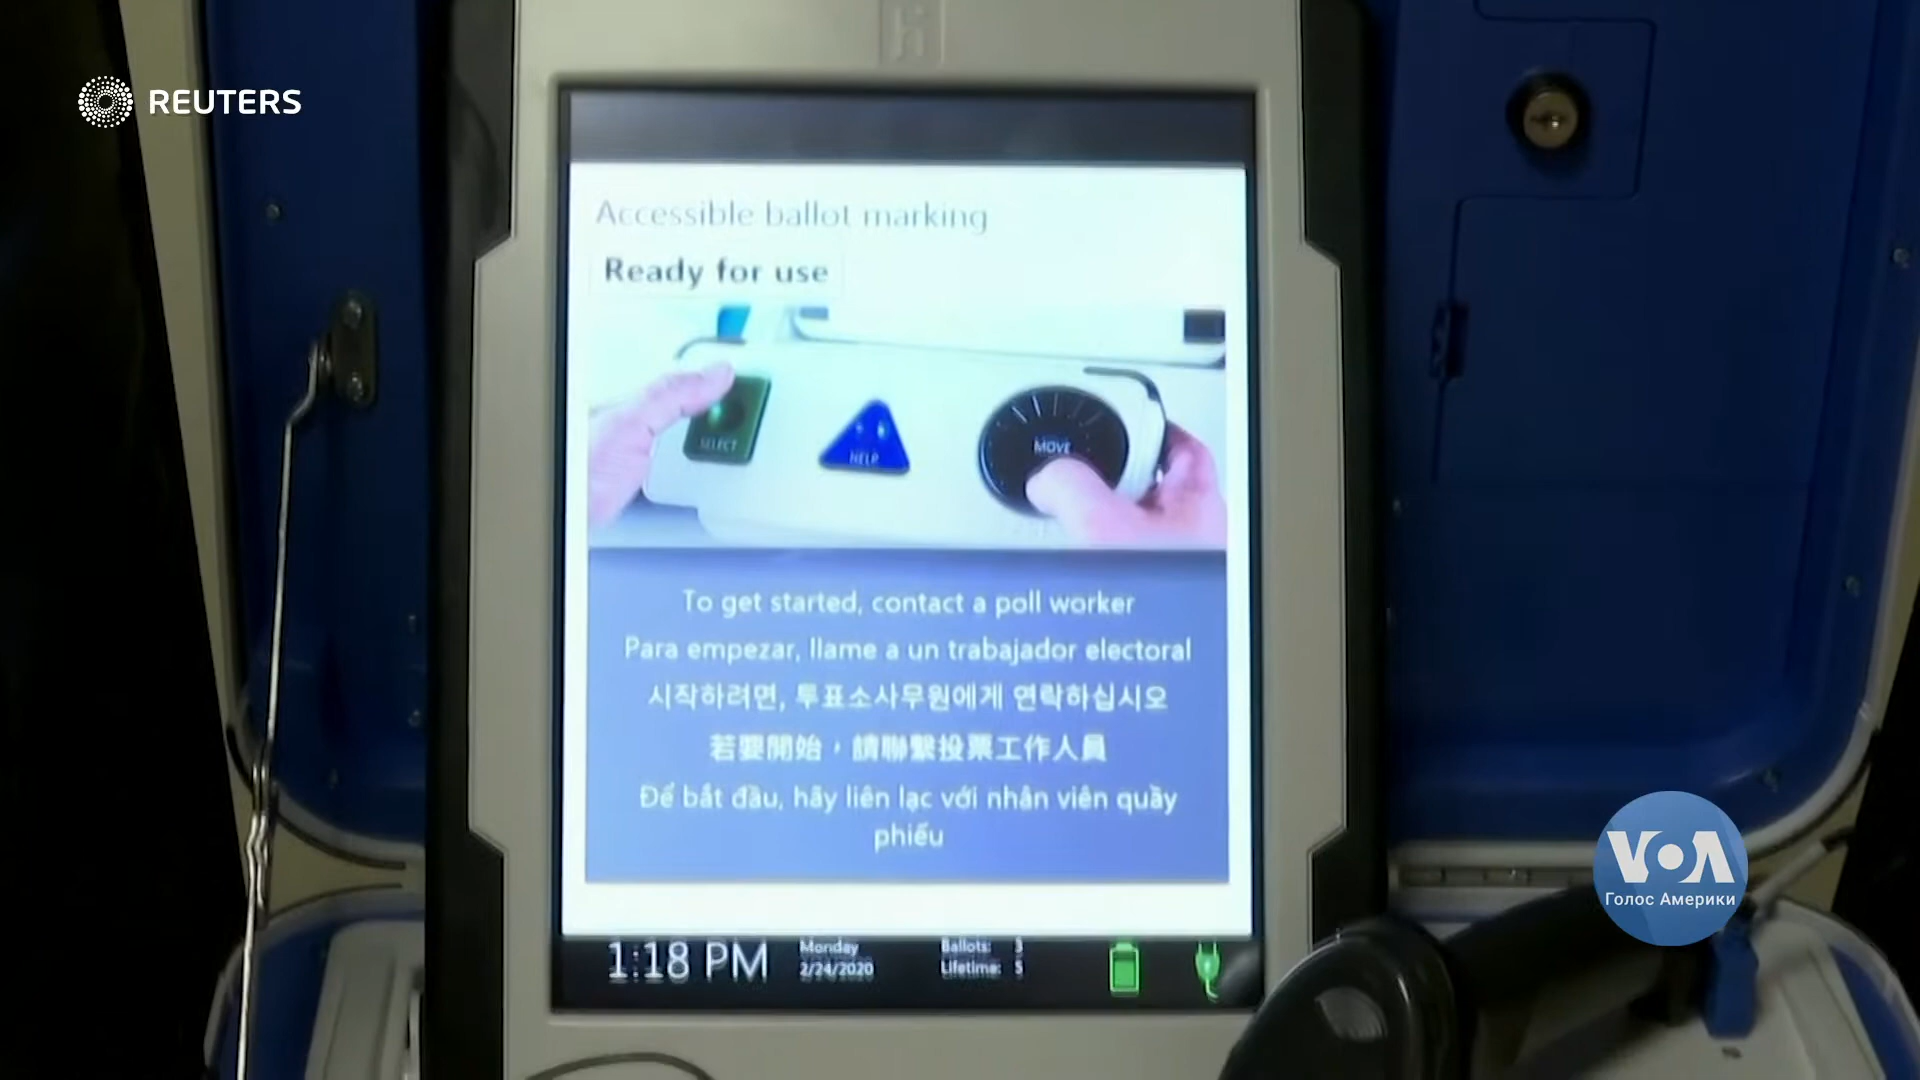 REUTERS
Accessible ballot marking
Ready for use
SELECT
HELP
MOVE
To get started, contact a poll worker
Para empezar, llame a un trabajador electoral
시작하려면, 투표소사무원에게 연락하십시오
若要開始，請聯繫投票工作人員
Để bắt đầu, hãy liên lạc với nhân viên quầy
phiếu
VOA
Голос Америки
1:18 PM
Monday
2/24/2020
Ballots: 3
Lifetime: 5